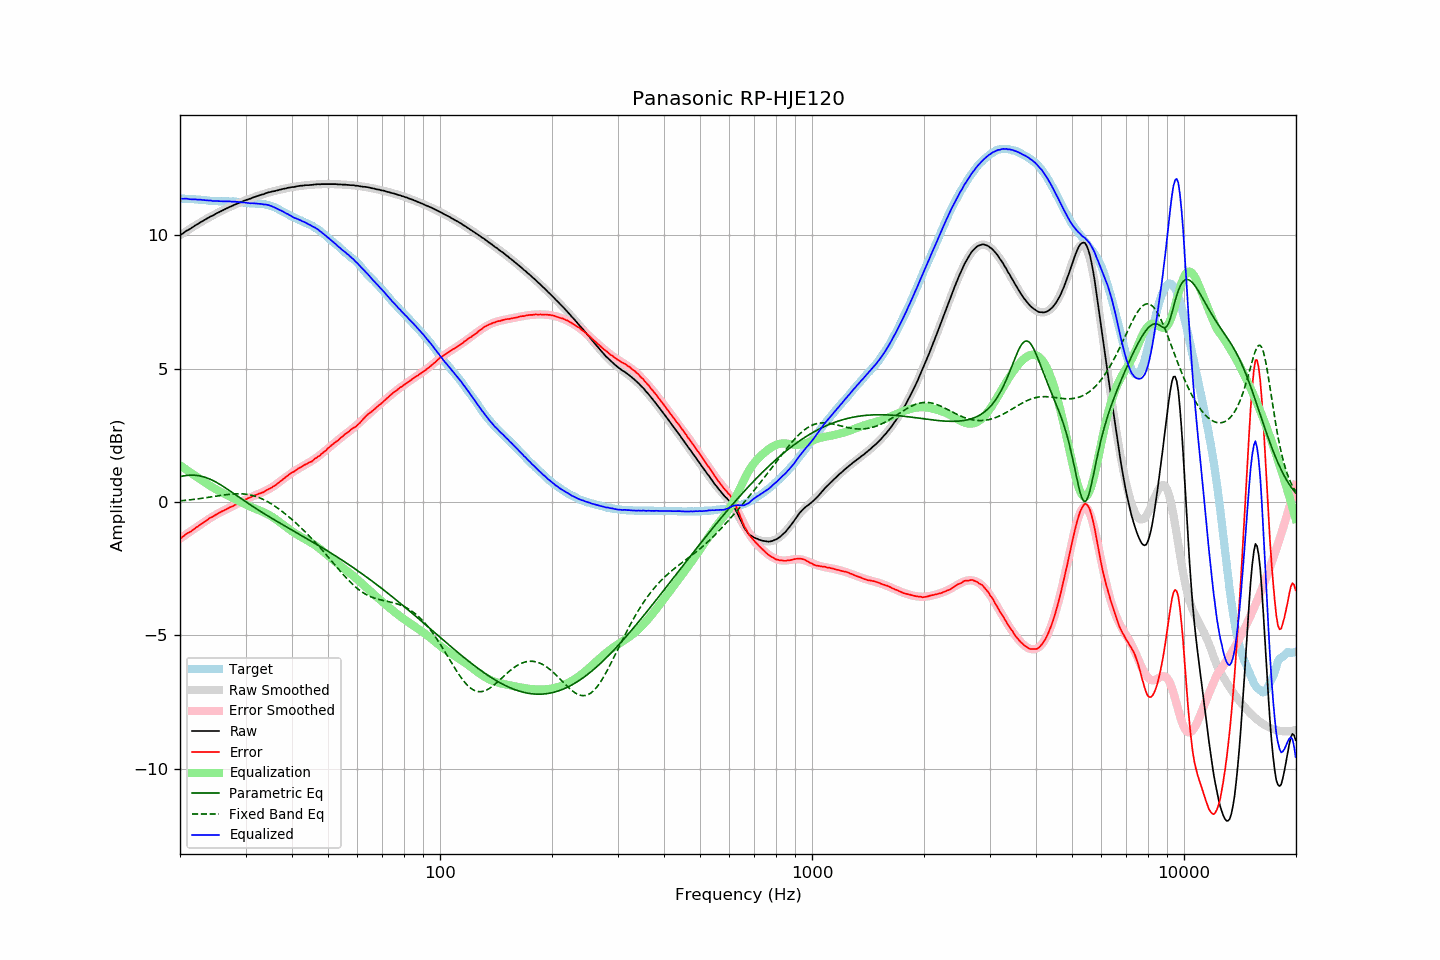 Panasonic RP-HJE120
Amplitude (dBr)
10
5
0
−5
−10
Target
Raw Smoothed
Error Smoothed
Raw
Error
Equalization
Parametric Eq
Fixed Band Eq
Equalized
100
1000
10000
Frequency (Hz)